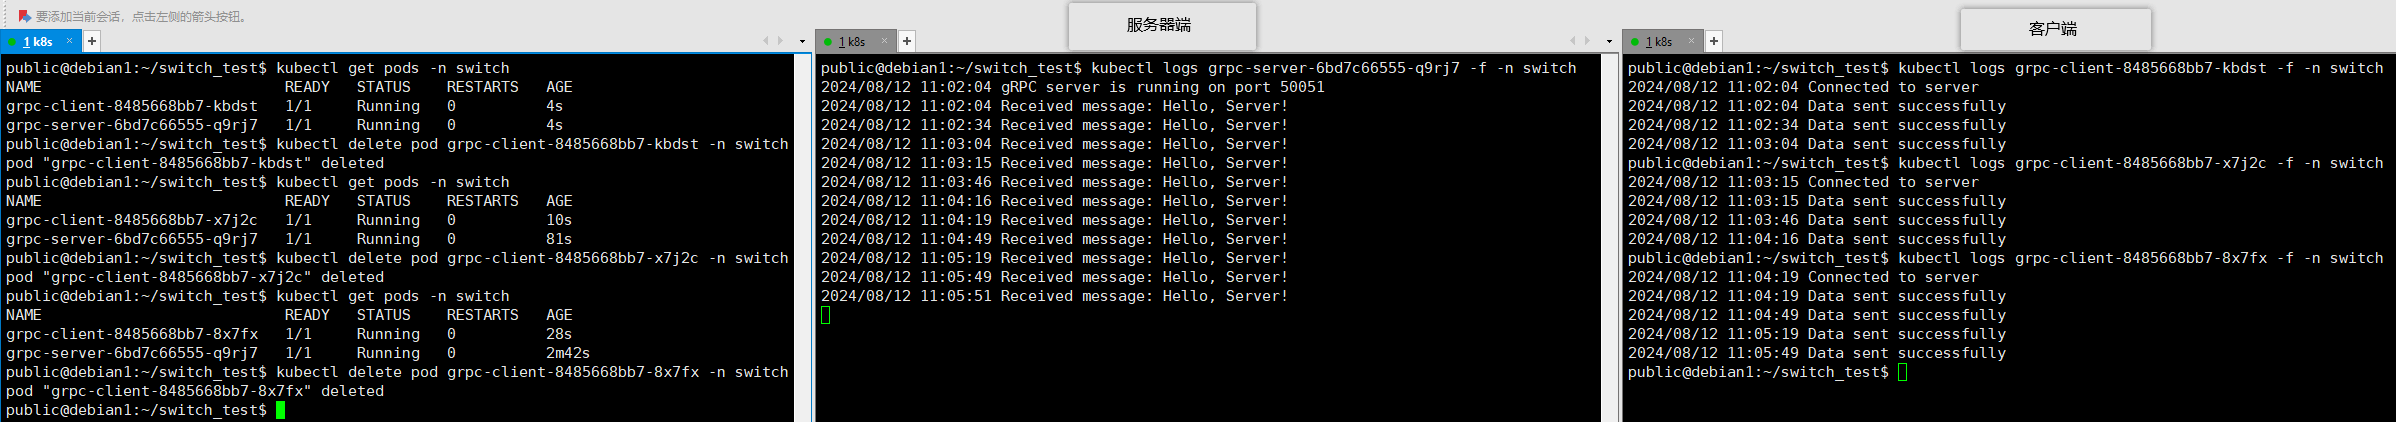 要添加当前会话，点击左侧的箭头按钮。
1 k8s
public@debian1:~/switch_test$ kubectl get pods -n switch
NAME READY STATUS RESTARTS AGE
grpc-client-8485668bb7-kbdst 1/1 Running 0 4s
grpc-server-6bd7c66555-q9rj7 1/1 Running 0 4s
public@debian1:~/switch_test$ kubectl delete pod grpc-client-8485668bb7-kbdst -n switch
pod "grpc-client-8485668bb7-kbdst" deleted
public@debian1:~/switch_test$ kubectl get pods -n switch
NAME READY STATUS RESTARTS AGE
grpc-client-8485668bb7-x7j2c 1/1 Running 0 10s
grpc-server-6bd7c66555-q9rj7 1/1 Running 0 81s
public@debian1:~/switch_test$ kubectl delete pod grpc-client-8485668bb7-x7j2c -n switch
pod "grpc-client-8485668bb7-x7j2c" deleted
public@debian1:~/switch_test$ kubectl get pods -n switch
NAME READY STATUS RESTARTS AGE
grpc-client-8485668bb7-8x7fx 1/1 Running 0 28s
grpc-server-6bd7c66555-q9rj7 1/1 Running 0 2m42s
public@debian1:~/switch_test$ kubectl delete pod grpc-client-8485668bb7-8x7fx -n switch
pod "grpc-client-8485668bb7-8x7fx" deleted
public@debian1:~/switch_test$
服务器端
1 k8s
public@debian1:~/switch_test$ kubectl logs grpc-server-6bd7c66555-q9rj7 -f -n switch
2024/08/12 11:02:04 gRPC server is running on port 50051
2024/08/12 11:02:04 Received message: Hello, Server!
2024/08/12 11:02:34 Received message: Hello, Server!
2024/08/12 11:03:04 Received message: Hello, Server!
2024/08/12 11:03:15 Received message: Hello, Server!
2024/08/12 11:03:46 Received message: Hello, Server!
2024/08/12 11:04:16 Received message: Hello, Server!
2024/08/12 11:04:19 Received message: Hello, Server!
2024/08/12 11:04:49 Received message: Hello, Server!
2024/08/12 11:05:19 Received message: Hello, Server!
2024/08/12 11:05:49 Received message: Hello, Server!
2024/08/12 11:05:51 Received message: Hello, Server!
客户端
1 k8s
public@debian1:~/switch_test$ kubectl logs grpc-client-8485668bb7-kbdst -f -n switch
2024/08/12 11:02:04 Connected to server
2024/08/12 11:02:04 Data sent successfully
2024/08/12 11:02:34 Data sent successfully
2024/08/12 11:03:04 Data sent successfully
public@debian1:~/switch_test$ kubectl logs grpc-client-8485668bb7-x7j2c -f -n switch
2024/08/12 11:03:15 Connected to server
2024/08/12 11:03:15 Data sent successfully
2024/08/12 11:03:46 Data sent successfully
2024/08/12 11:04:16 Data sent successfully
public@debian1:~/switch_test$ kubectl logs grpc-client-8485668bb7-8x7fx -f -n switch
2024/08/12 11:04:19 Connected to server
2024/08/12 11:04:19 Data sent successfully
2024/08/12 11:04:49 Data sent successfully
2024/08/12 11:05:19 Data sent successfully
2024/08/12 11:05:49 Data sent successfully
public@debian1:~/switch_test$